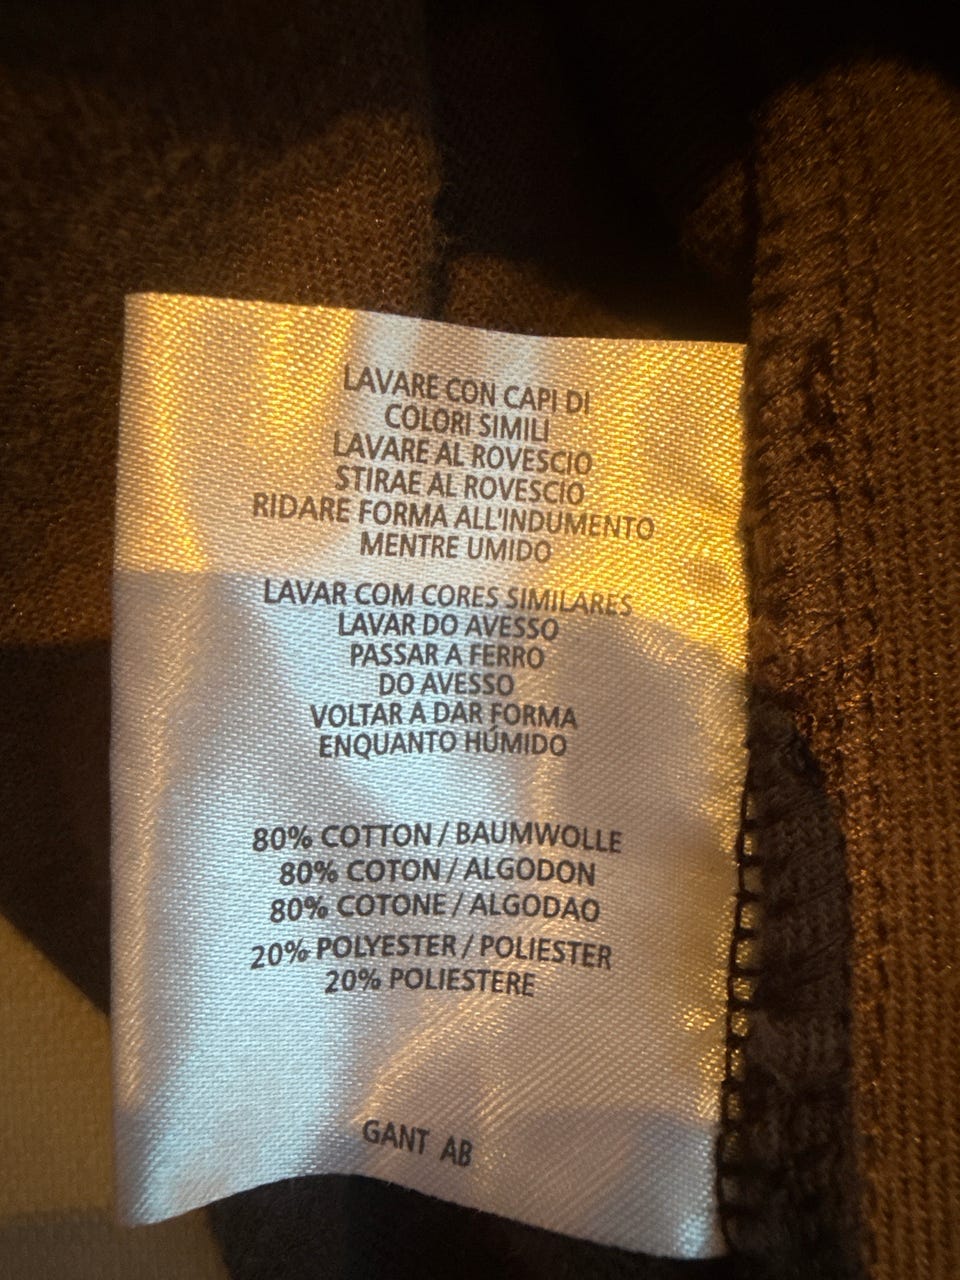 LAVARE CON CAPI DI
COLORI SIMILI
LAVARE AL ROVESCIO
STIRAE AL ROVESCIO
RIDARE FORMA ALL'INDUMENTO
MENTRE UMIDO
LAVAR COM CORES SIMILARES
LAVAR DO AVESSO
PASSAR A FERRO
DO AVESSO
VOLTAR A DAR FORMA
ENQUANTO HÚMIDO
80% COTTON / BAUMWOLLE
80% COTON / ALGODON
80% COTONE / ALGODAO
20% POLYESTER / POLIESTER
20% POLIESTERE
GANT AB